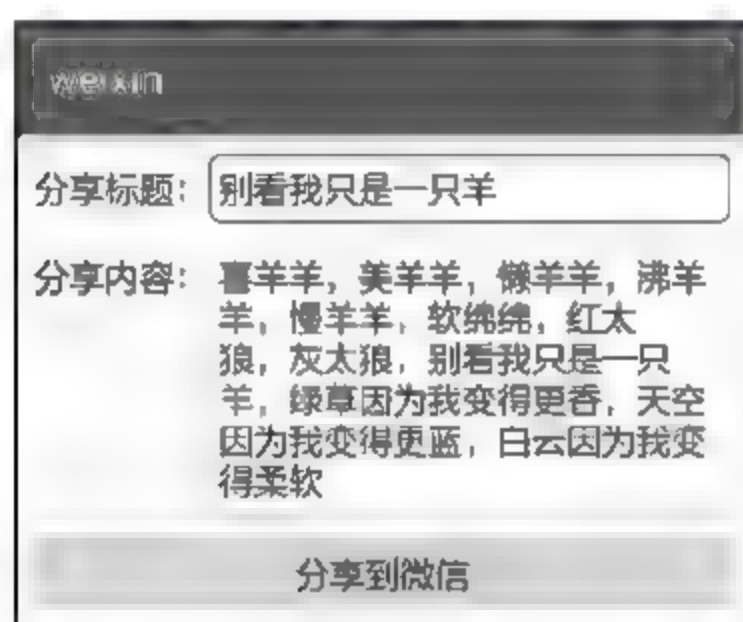 weixin
分享标题： 别看我只是一只羊
分享内容： 喜羊羊，美羊羊，懒羊羊，沸羊
羊，慢羊羊，软绵绵，红太
狼，灰太狼，别看我只是一只
羊，绿草因为我变得更香，天空
因为我变得更蓝，白云因为我变
得柔软
分享到微信